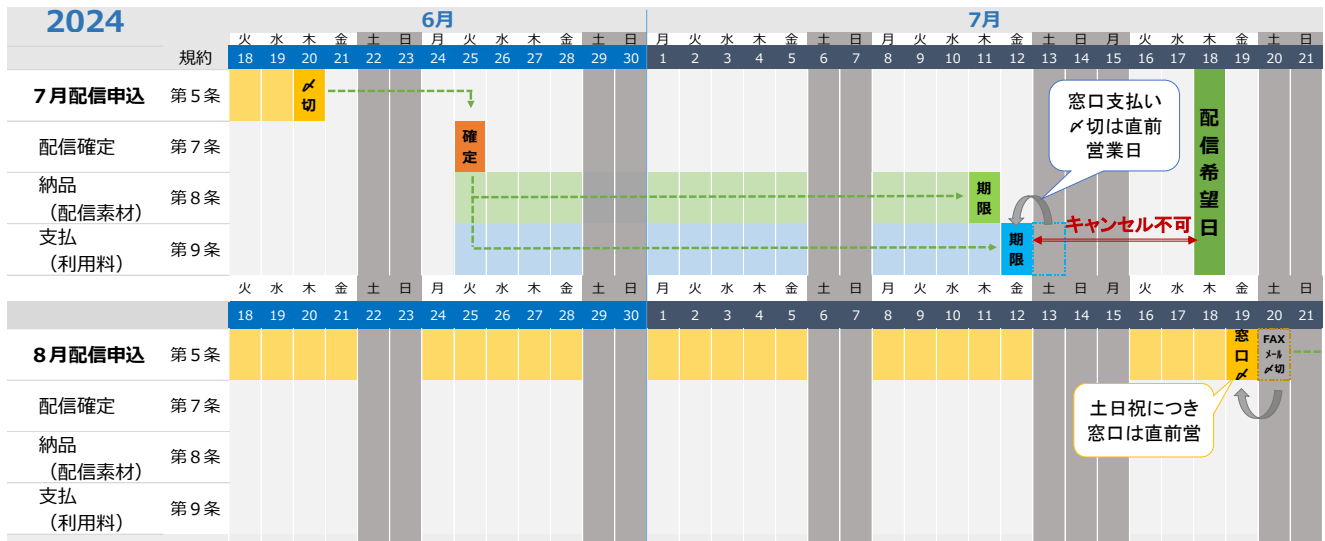 2024
6月
7月
火 水 木 金 土 日 月 火 水 木 金 土 日 月 火 水 木 金 土 日 月 火 水 木 金 土 日 月 火 水 木 金 土 日
規約
18 19 20 21 22 23 24 25 26 27 28 29 30 1 2 3 4 5 6 7 8 9 10 11 12 13 14 15 16 17 18 19 20 21
7月配信申込 第5条
〆切
窓口支払い
〆切は直前
営業日
配信希望日
配信確定 第7条
確定
納品
（配信素材）
第8条
期限
支払
（利用料）
第9条
期限
キャンセル不可
火 水 木 金 土 日 月 火 水 木 金 土 日 月 火 水 木 金 土 日 月 火 水 木 金 土 日 月 火 水 木 金 土 日
18 19 20 21 22 23 24 25 26 27 28 29 30 1 2 3 4 5 6 7 8 9 10 11 12 13 14 15 16 17 18 19 20 21
8月配信申込 第5条
窓口〆
FAX
メール
〆切
配信確定 第7条
土日祝につき
窓口は直前営
納品
（配信素材）
第8条
支払
（利用料）
第9条